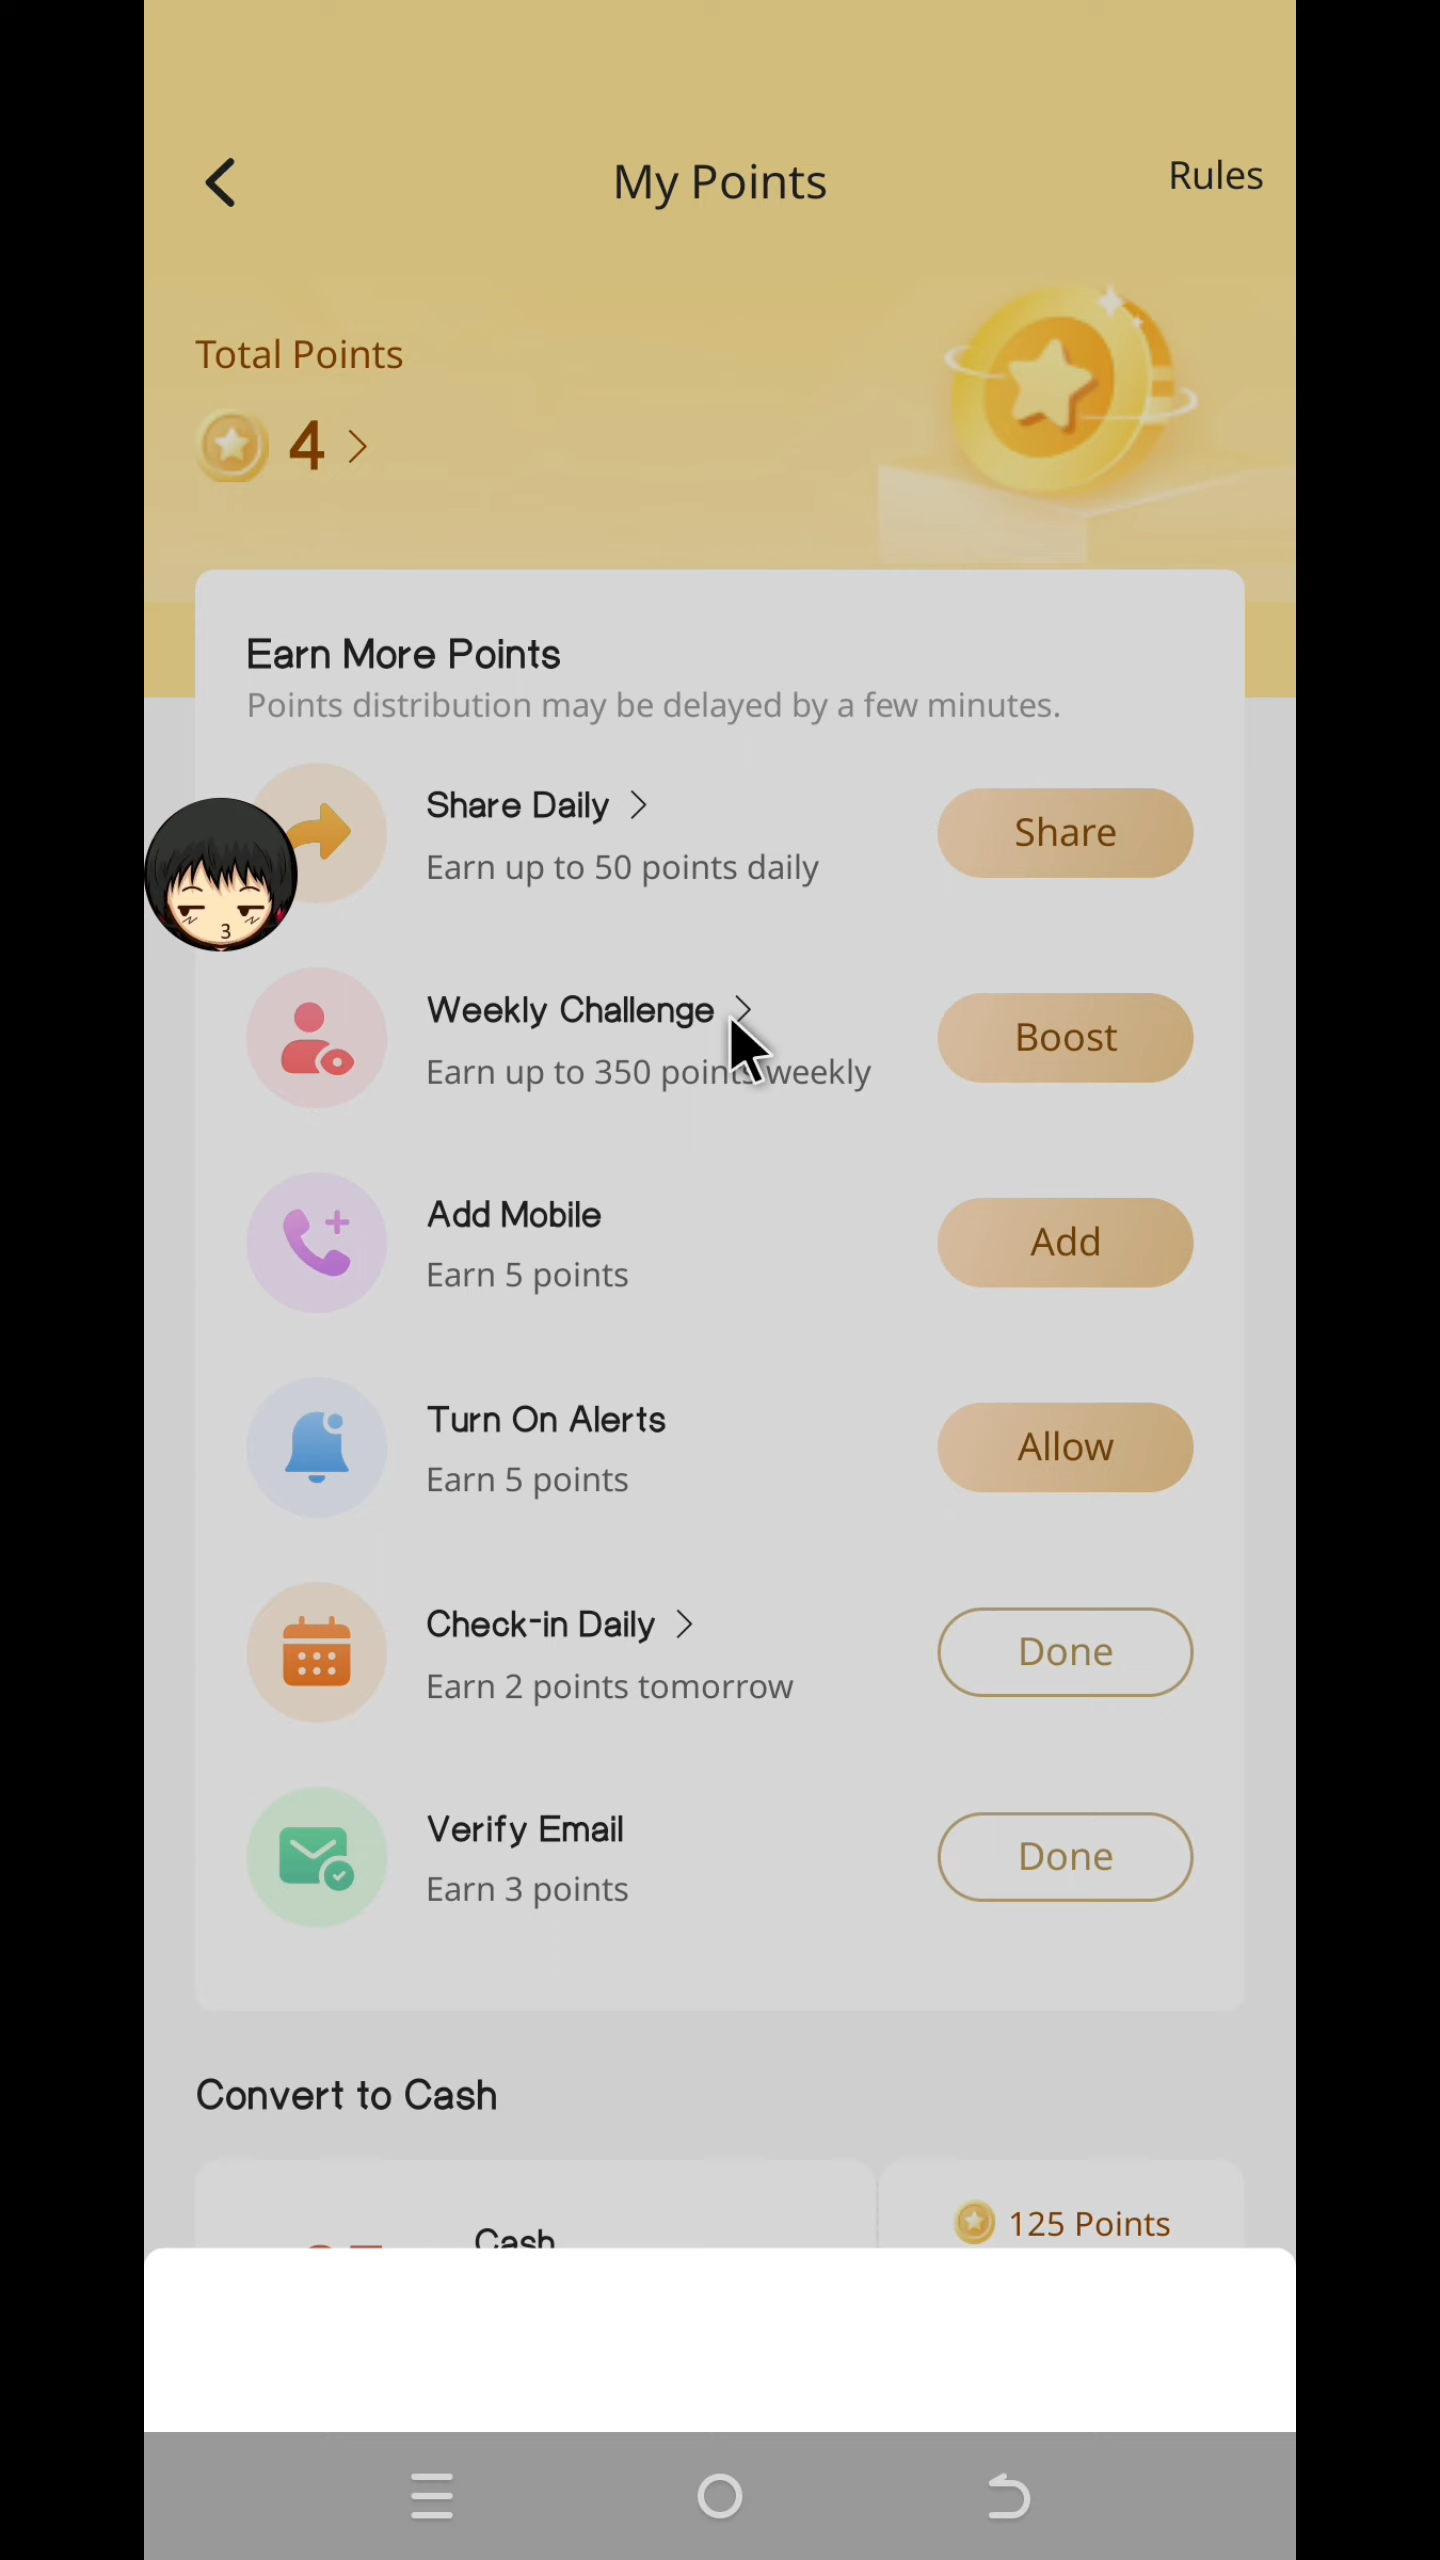 My Points
Rules
Total Points
4
Earn More Points
Points distribution may be delayed by a few minutes.
Share Daily
Earn up to 50 points daily
Share
3
Weekly Challenge
Earn up to 350 points weekly
Boost
Add Mobile
Earn 5 points
Add
Turn On Alerts
Earn 5 points
Allow
Check-in Daily
Earn 2 points tomorrow
Done
Verify Email
Earn 3 points
Done
Convert to Cash
Cash
125 Points